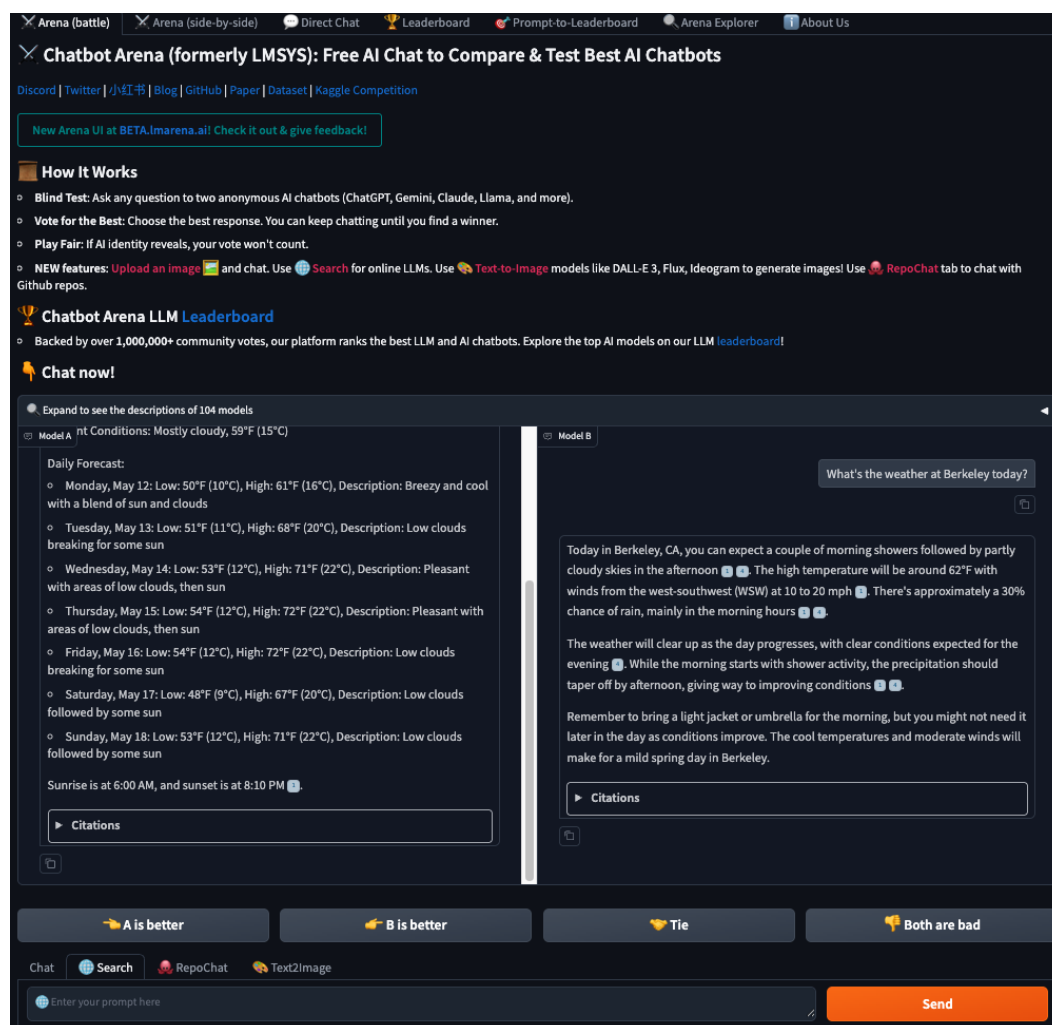 Arena (battle)
Arena (side-by-side)
Direct Chat
Leaderboard
Prompt-to-Leaderboard
Arena Explorer
About Us
Chatbot Arena (formerly LMSYS): Free AI Chat to Compare & Test Best AI Chatbots
Discord | Twitter | 小红书 | Blog | GitHub | Paper | Dataset | Kaggle Competition
New Arena UI at BETA.lmarena.ai! Check it out & give feedback!
How It Works
Blind Test: Ask any question to two anonymous AI chatbots (ChatGPT, Gemini, Claude, Llama, and more).
Vote for the Best: Choose the best response. You can keep chatting until you find a winner.
Play Fair: If AI identity reveals, your vote won't count.
NEW features: Upload an image and chat. Use Search for online LLMs. Use Text-to-Image models like DALL-E 3, Flux, Ideogram to generate images! Use RepoChat tab to chat with
Github repos.
Chatbot Arena LLM Leaderboard
Backed by over 1,000,000+ community votes, our platform ranks the best LLM and AI chatbots. Explore the top AI models on our LLM leaderboard!
Chat now!
Expand to see the descriptions of 104 models
Model A
nt Conditions: Mostly cloudy, 59°F (15°C)
Daily Forecast:
Monday, May 12: Low: 50°F (10°C), High: 61°F (16°C), Description: Breezy and cool
with a blend of sun and clouds
Tuesday, May 13: Low: 51°F (11°C), High: 68°F (20°C), Description: Low clouds
breaking for some sun
Wednesday, May 14: Low: 53°F (12°C), High: 71°F (22°C), Description: Pleasant
with areas of low clouds, then sun
Thursday, May 15: Low: 54°F (12°C), High: 72°F (22°C), Description: Pleasant with
areas of low clouds, then sun
Friday, May 16: Low: 54°F (12°C), High: 72°F (22°C), Description: Low clouds
breaking for some sun
Saturday, May 17: Low: 48°F (9°C), High: 67°F (20°C), Description: Low clouds
followed by some sun
Sunday, May 18: Low: 53°F (12°C), High: 71°F (22°C), Description: Low clouds
followed by some sun
Sunrise is at 6:00 AM, and sunset is at 8:10 PM 1.
Citations
Model B
What's the weather at Berkeley today?
Today in Berkeley, CA, you can expect a couple of morning showers followed by partly
cloudy skies in the afternoon 1 4. The high temperature will be around 62°F with
winds from the west-southwest (WSW) at 10 to 20 mph 1. There's approximately a 30%
chance of rain, mainly in the morning hours 1 4.
The weather will clear up as the day progresses, with clear conditions expected for the
evening 4. While the morning starts with shower activity, the precipitation should
taper off by afternoon, giving way to improving conditions 1 4.
Remember to bring a light jacket or umbrella for the morning, but you might not need it
later in the day as conditions improve. The cool temperatures and moderate winds will
make for a mild spring day in Berkeley.
Citations
A is better
B is better
Tie
Both are bad
Chat
Search
RepoChat
Text2Image
Enter your prompt here
Send